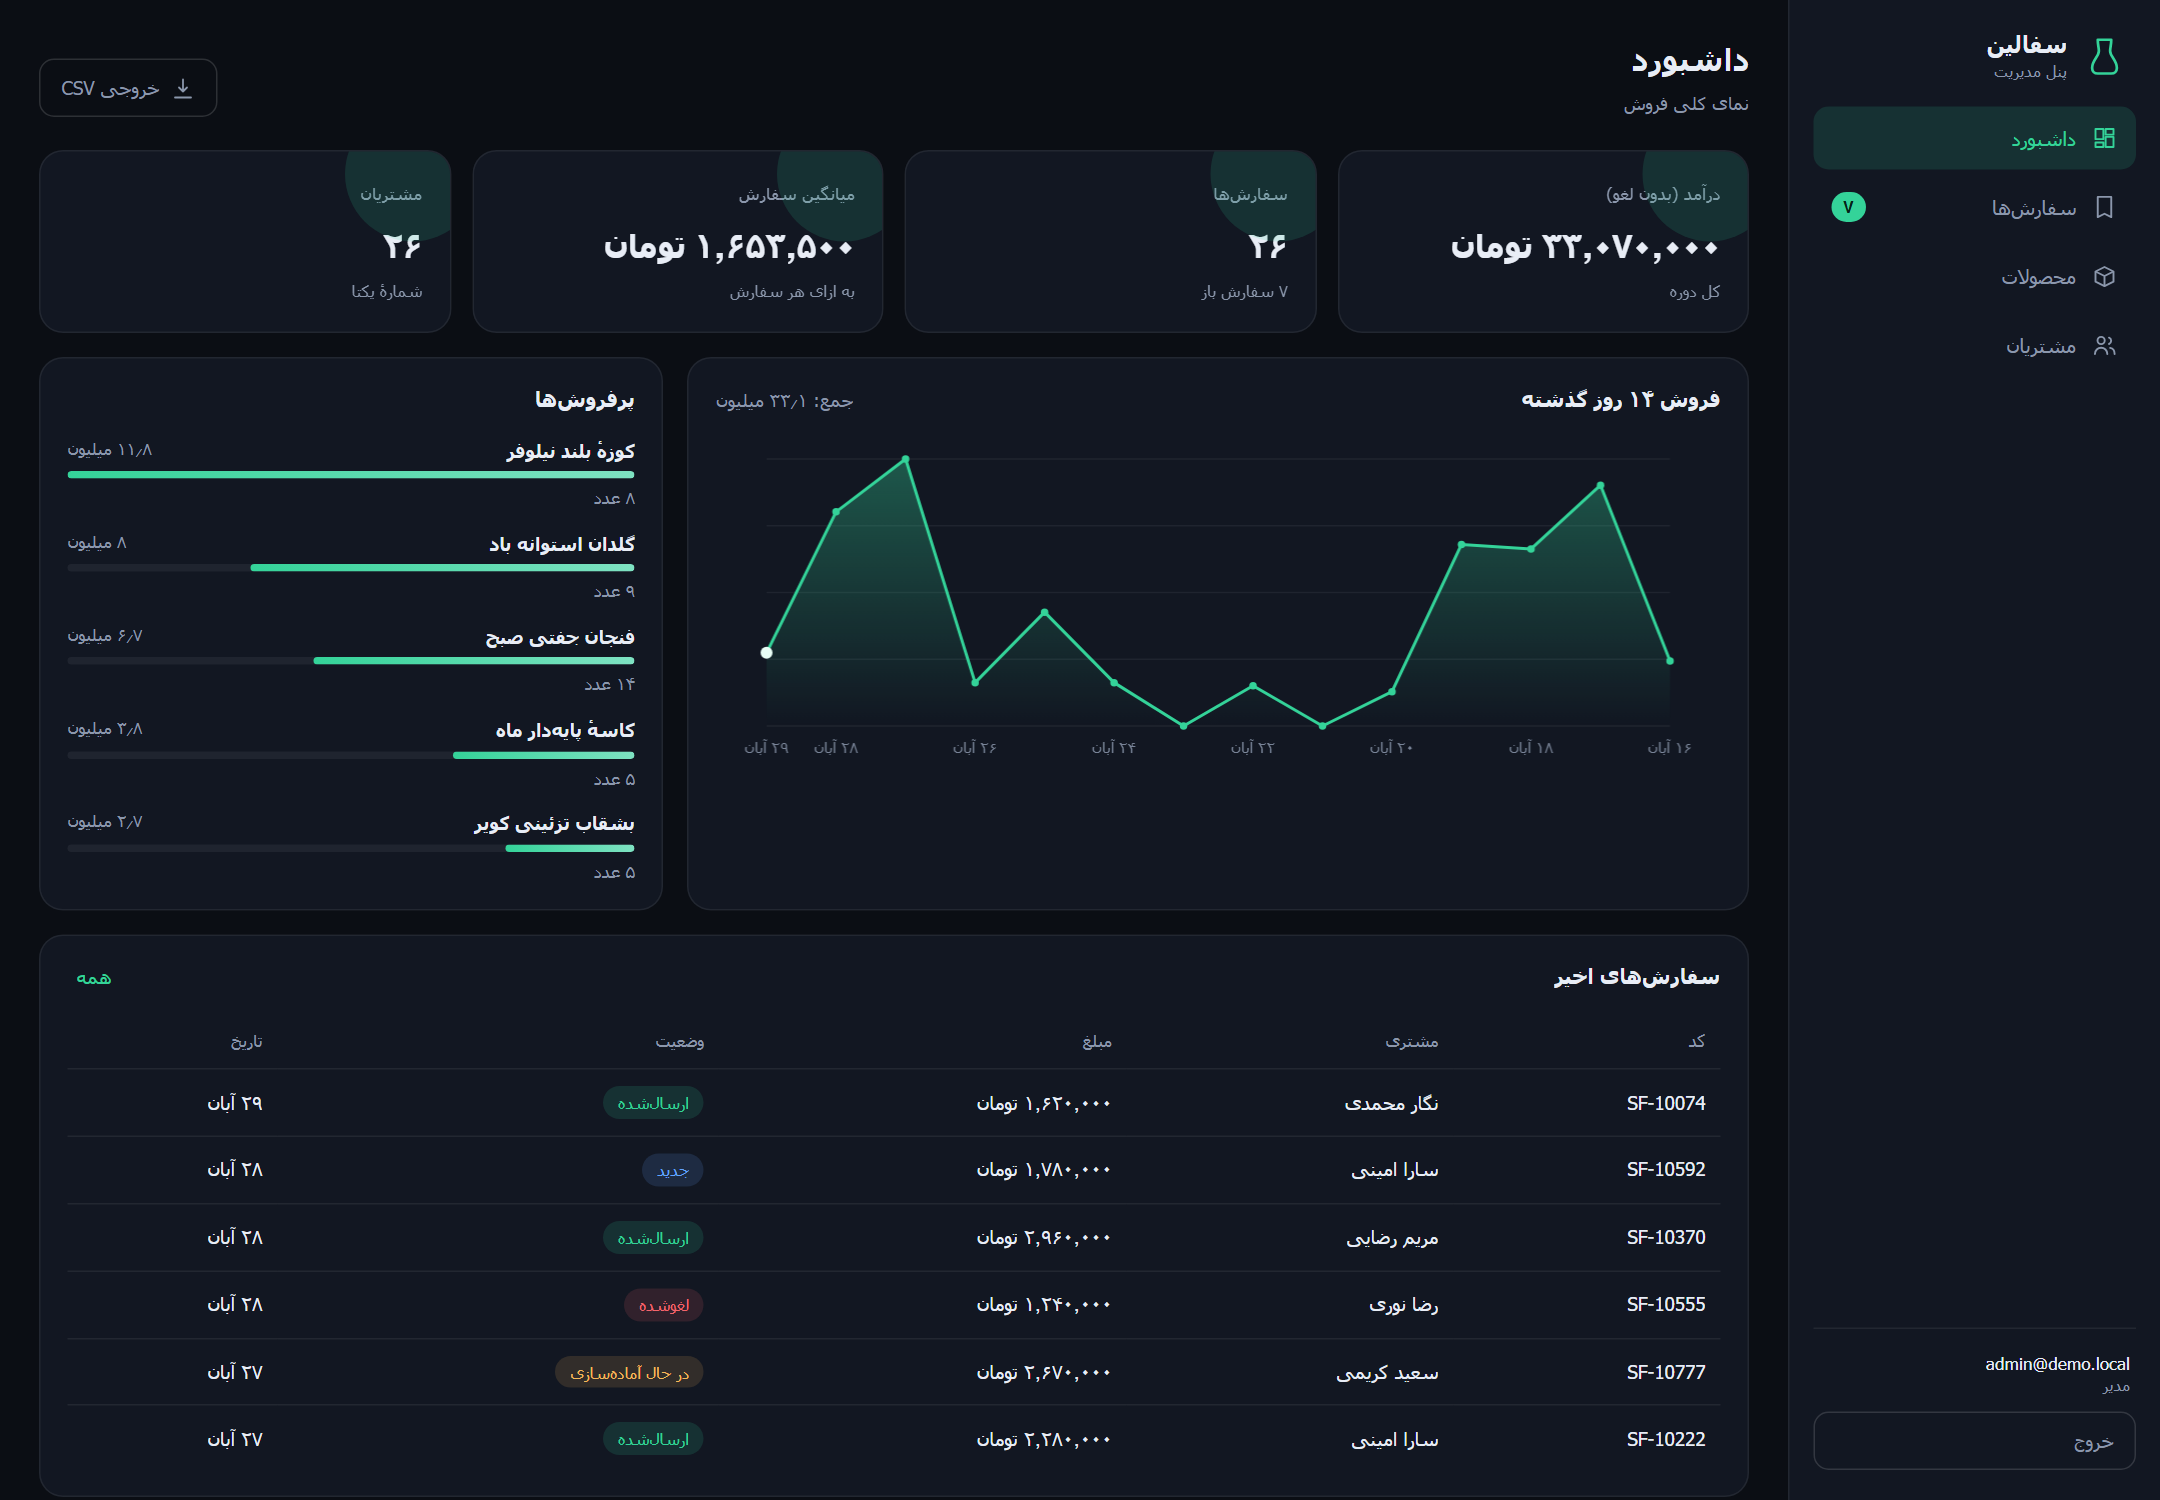 سفالین
پنل مدیریت
داشبورد
سفارش‌ها ۷
محصولات
مشتریان
admin@demo.local
مدیر
خروج
داشبورد
نمای کلی فروش
خروجی CSV
درآمد (بدون لغو)
۳۳,۰۷۰,۰۰۰ تومان
کل دوره
سفارش‌ها
۲۶
۷ سفارش باز
میانگین سفارش
۱,۶۵۳,۵۰۰ تومان
به ازای هر سفارش
مشتریان
۲۶
شمارهٔ یکتا
فروش ۱۴ روز گذشته
جمع: ۳۳٫۱ میلیون
۱۶ آبان ۱۸ آبان ۲۰ آبان ۲۲ آبان ۲۴ آبان ۲۶ آبان ۲۸ آبان ۲۹ آبان
پرفروش‌ها
کوزهٔ بلند نیلوفر ۱۱٫۸ میلیون
۸ عدد
گلدان استوانه باد ۸ میلیون
۹ عدد
فنجان جفتی صبح ۶٫۷ میلیون
۱۴ عدد
کاسهٔ پایه‌دار ماه ۳٫۸ میلیون
۵ عدد
بشقاب تزئینی کویر ۲٫۷ میلیون
۵ عدد
سفارش‌های اخیر همه
کد مشتری مبلغ وضعیت تاریخ
SF-10074 نگار محمدی ۱,۶۲۰,۰۰۰ تومان ارسال‌شده ۲۹ آبان
SF-10592 سارا امینی ۱,۷۸۰,۰۰۰ تومان جدید ۲۸ آبان
SF-10370 مریم رضایی ۲,۹۶۰,۰۰۰ تومان ارسال‌شده ۲۸ آبان
SF-10555 رضا نوری ۱,۲۴۰,۰۰۰ تومان لغوشده ۲۸ آبان
SF-10777 سعید کریمی ۲,۶۷۰,۰۰۰ تومان در حال آماده‌سازی ۲۷ آبان
SF-10222 سارا امینی ۲,۲۸۰,۰۰۰ تومان ارسال‌شده ۲۷ آبان